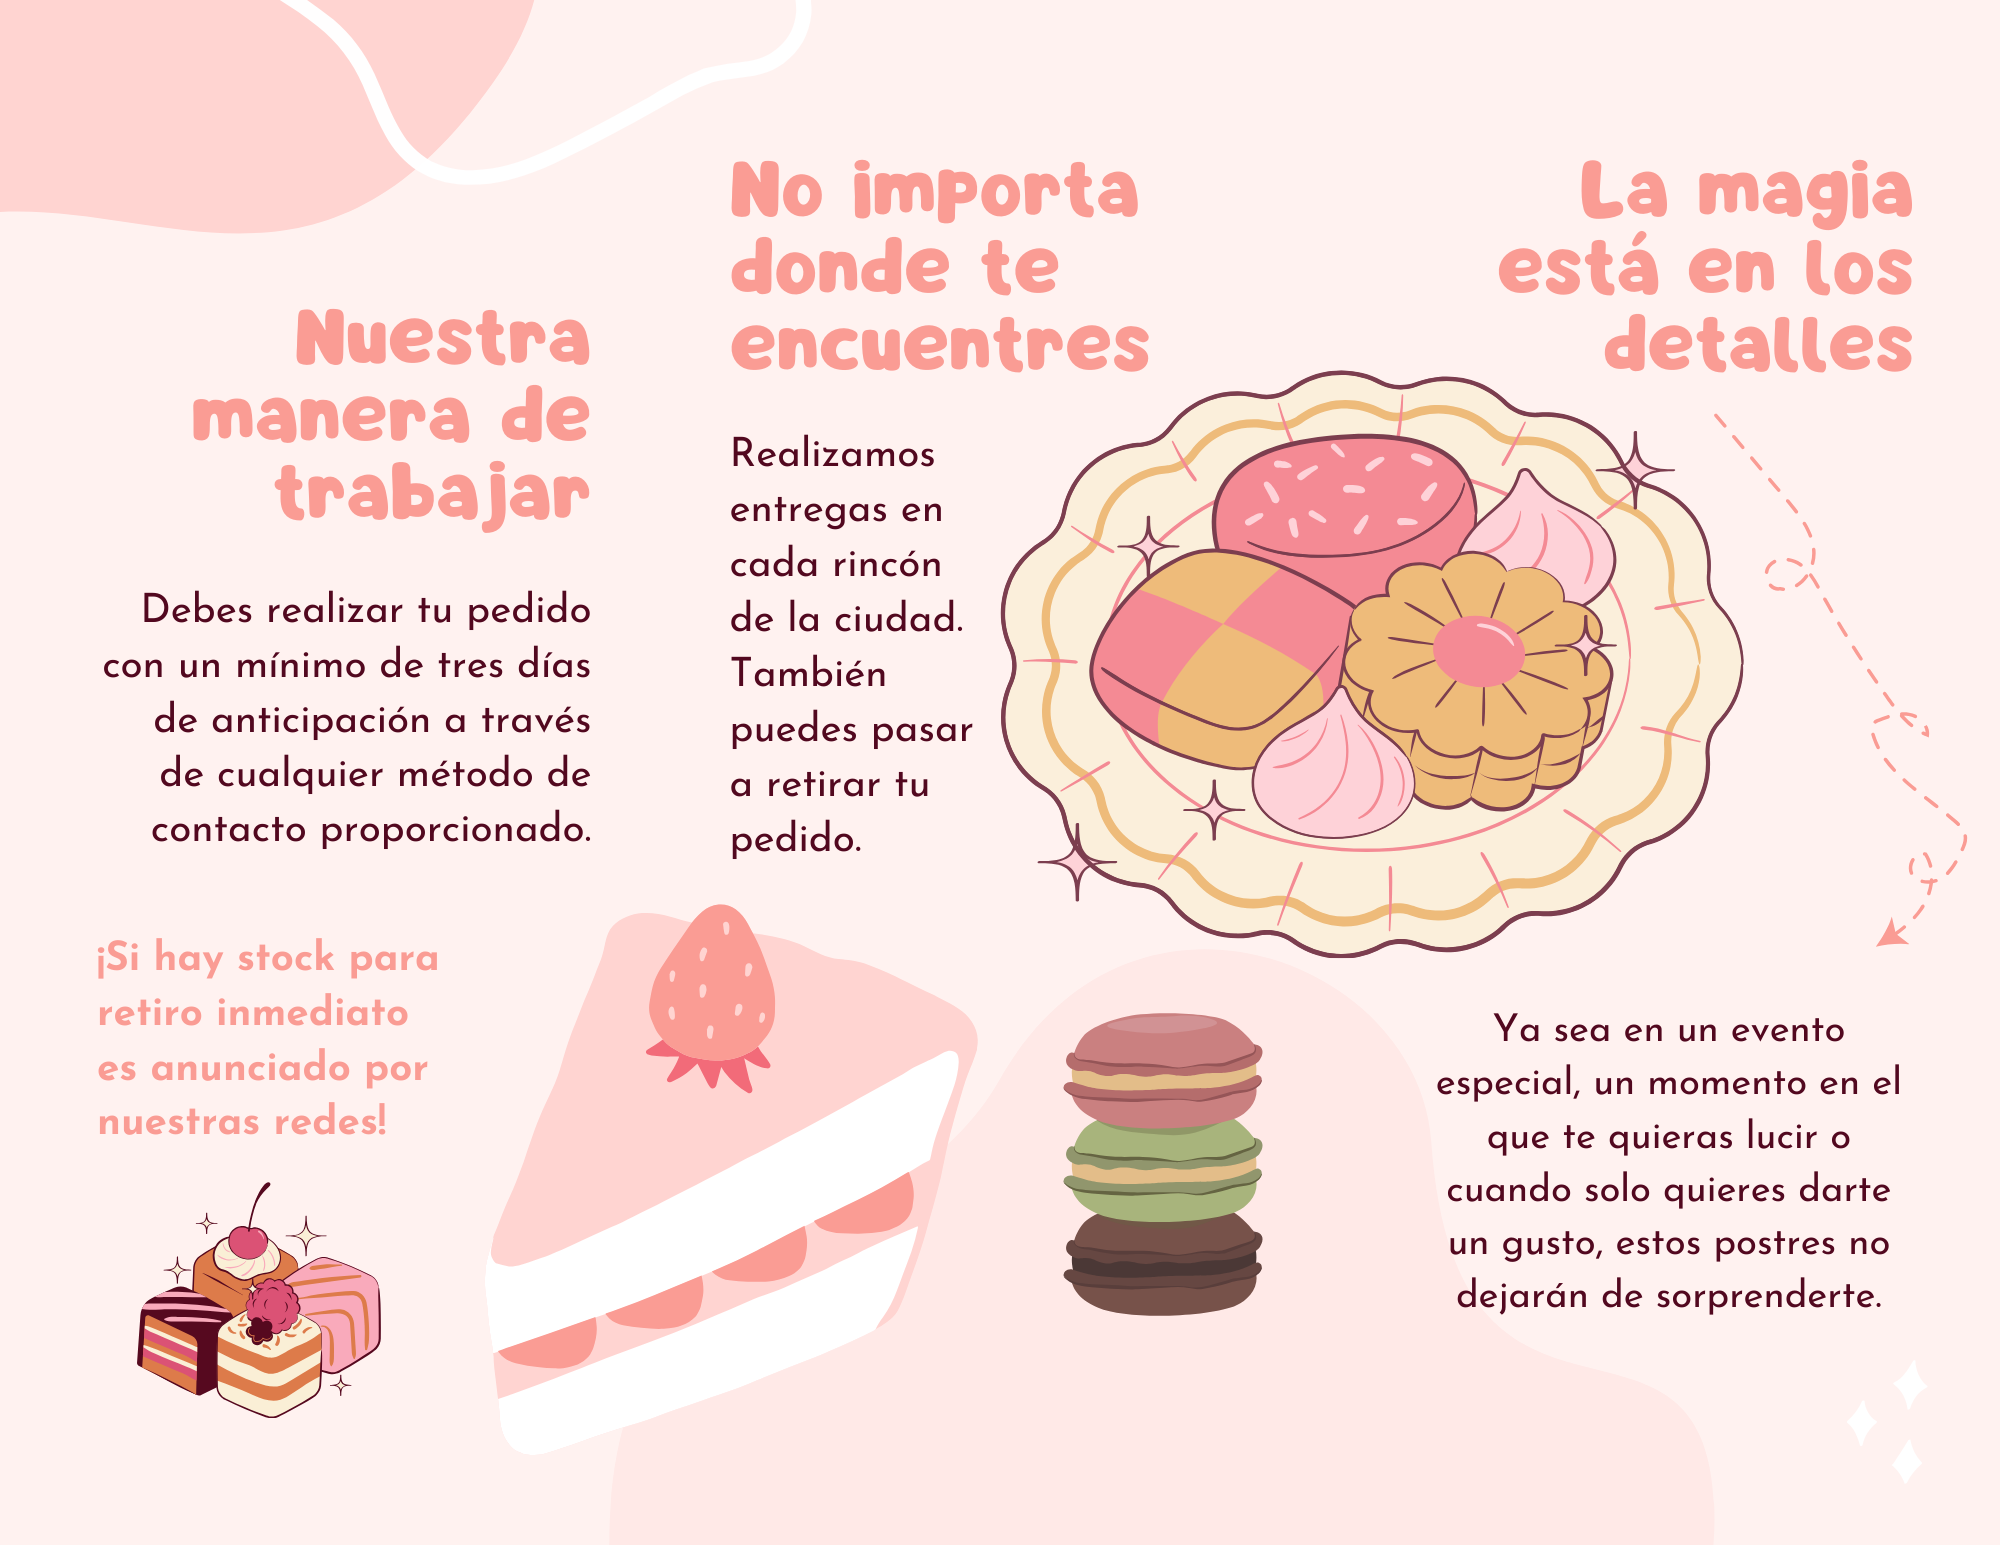 Nuestra
manera de
trabajar
Debes realizar tu pedido
con un mínimo de tres días
de anticipación a través
de cualquier método de
contacto proporcionado.
¡Si hay stock para
retiro inmediato
es anunciado por
nuestras redes!
No importa
donde te
encuentres
Realizamos
entregas en
cada rincón
de la ciudad.
También
puedes pasar
a retirar tu
pedido.
La magia
está en los
detalles
Ya sea en un evento
especial, un momento en el
que te quieras lucir o
cuando solo quieres darte
un gusto, estos postres no
dejarán de sorprenderte.